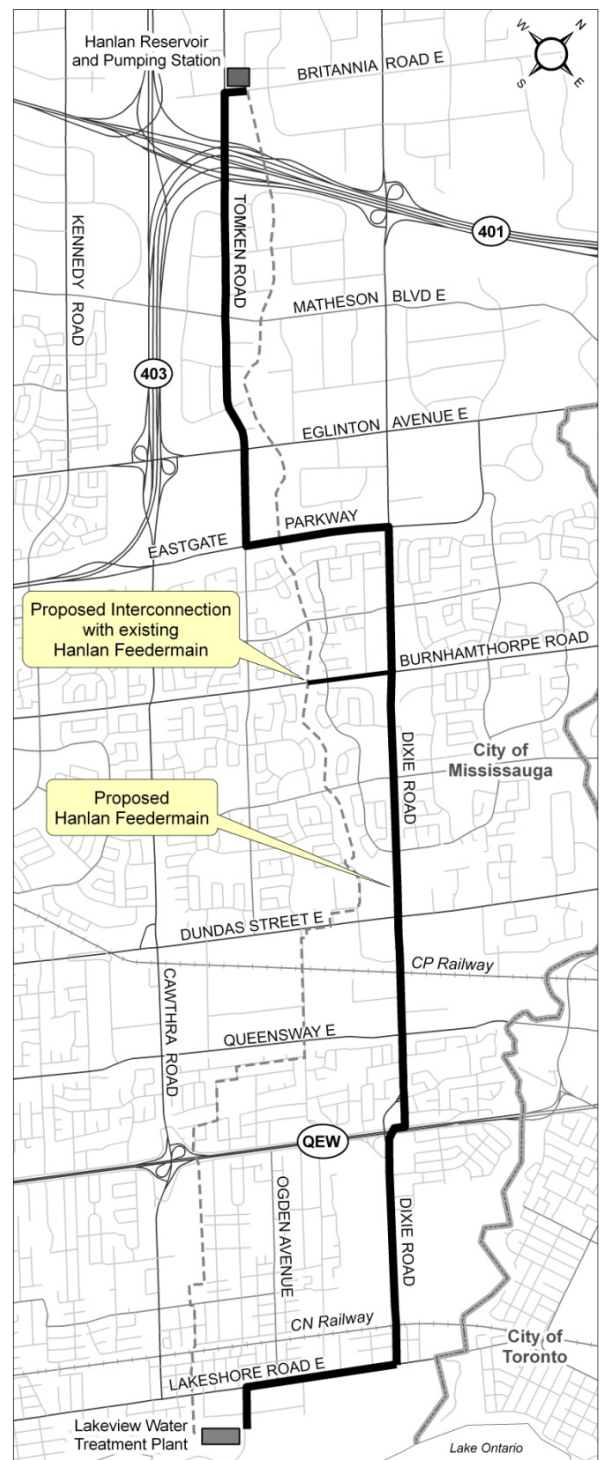 Hanlan Reservoir
and Pumping Station
BRITANNIA ROAD E
W
N
S
E
KENNEDY ROAD
TOMKEN ROAD
401
MATHESON BLVD E
403
EGLINTON AVENUE E
EASTGATE PARKWAY
Proposed Interconnection
with existing
Hanlan Feedermain
BURNHAMTHORPE ROAD
DIXIE ROAD
City of
Mississauga
Proposed
Hanlan Feedermain
DUNDAS STREET E
CP Railway
CAWTHRA ROAD
QUEENSWAY E
QEW
OGDEN AVENUE
DIXIE ROAD
CN Railway
City of
Toronto
LAKESHORE ROAD E
Lakeview Water
Treatment Plant
Lake Ontario